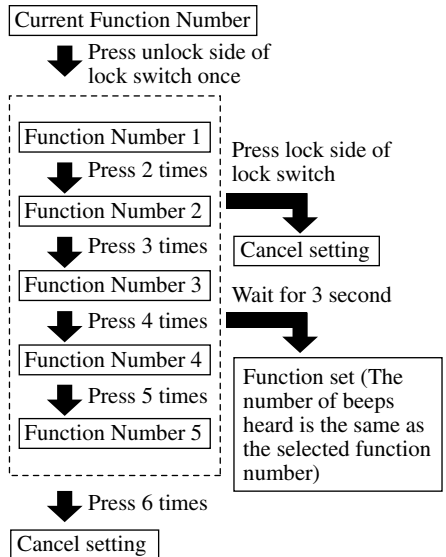 Current Function Number
Press unlock side of
lock switch once
Function Number 1
Press 2 times
Function Number 2
Press lock side of
lock switch
Cancel setting
Press 3 times
Function Number 3
Wait for 3 second
Press 4 times
Function Number 4
Function set (The
number of beeps
heard is the same as
the selected function
number)
Press 5 times
Function Number 5
Press 6 times
Cancel setting